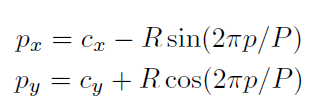 p_x = c_x − R sin(2πp/P)
p_y = c_y + R cos(2πp/P)